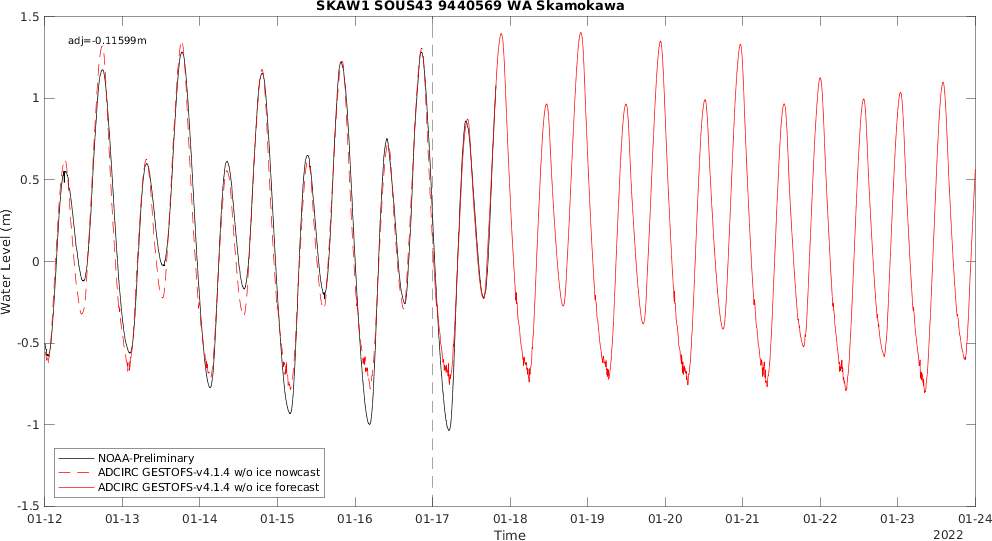 SKAW1 SOUS43 9440569 WA Skamokawa
adj=-0.11599m
Water Level (m)
1.5
1
0.5
0
-0.5
-1
-1.5
NOAA-Preliminary
ADCIRC GESTOFS-v4.1.4 w/o ice nowcast
ADCIRC GESTOFS-v4.1.4 w/o ice forecast
01-12 01-13 01-14 01-15 01-16 01-17 01-18 01-19 01-20 01-21 01-22 01-23 01-24
Time
2022